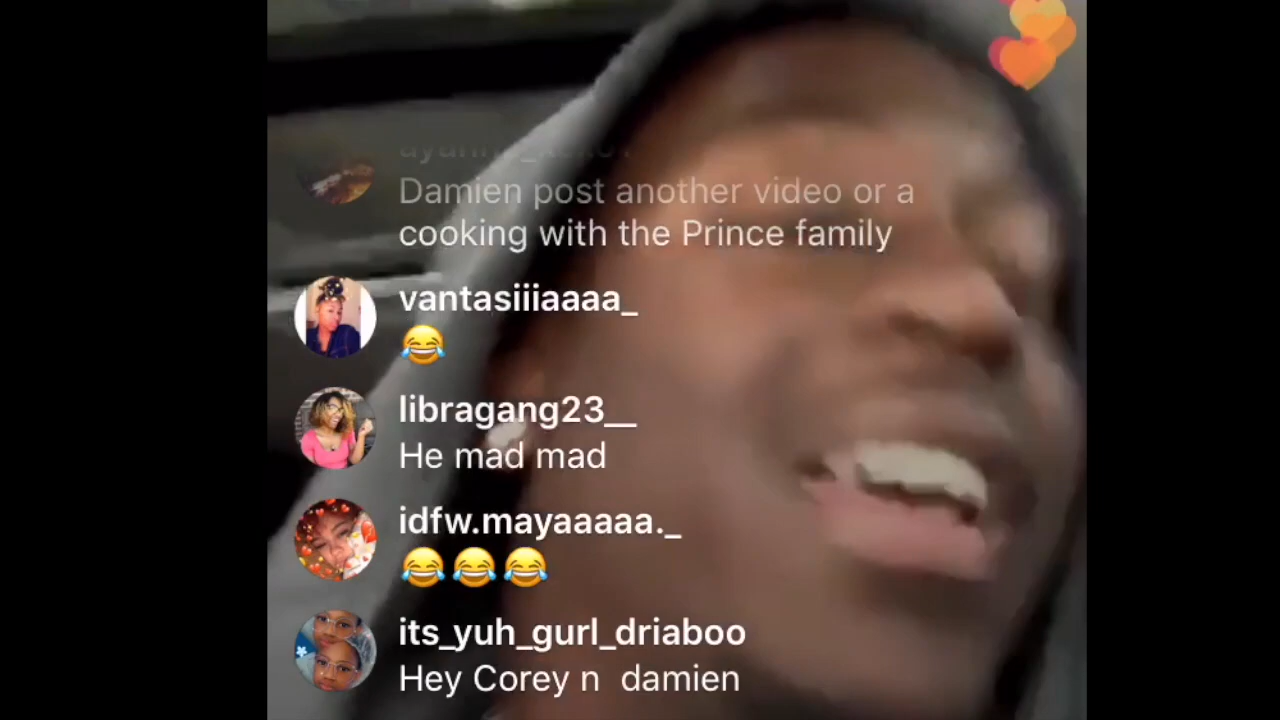 Damien post another video or a
cooking with the Prince family
vantasiiiaaaa_
😂
libragang23__
He mad mad
idfw.mayaaaaa._
😂😂😂
its_yuh_gurl_driaboo
Hey Corey n  damien